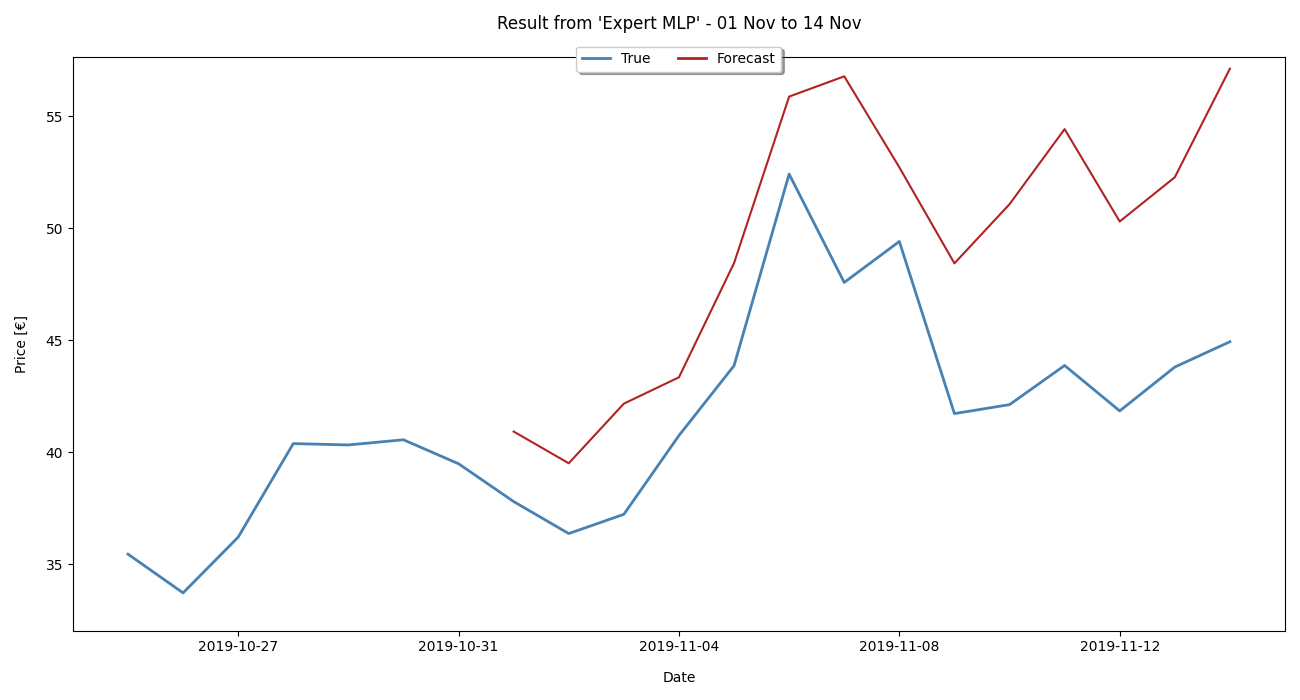 Result from 'Expert MLP' - 01 Nov to 14 Nov
True Forecast
55
50
45
40
35
Price [€]
2019-10-27 2019-10-31 2019-11-04 2019-11-08 2019-11-12
Date